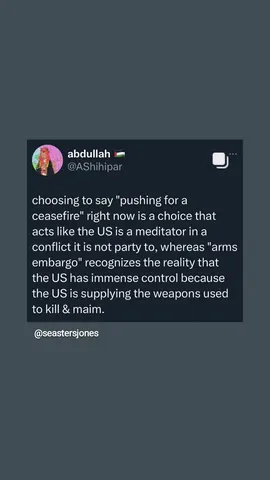 abdullah 🇵🇸
@AShihipar
choosing to say "pushing for a
ceasefire" right now is a choice that
acts like the US is a meditator in a
conflict it is not party to, whereas "arms
embargo" recognizes the reality that
the US has immense control because
the US is supplying the weapons used
to kill & maim.
@seastersjones